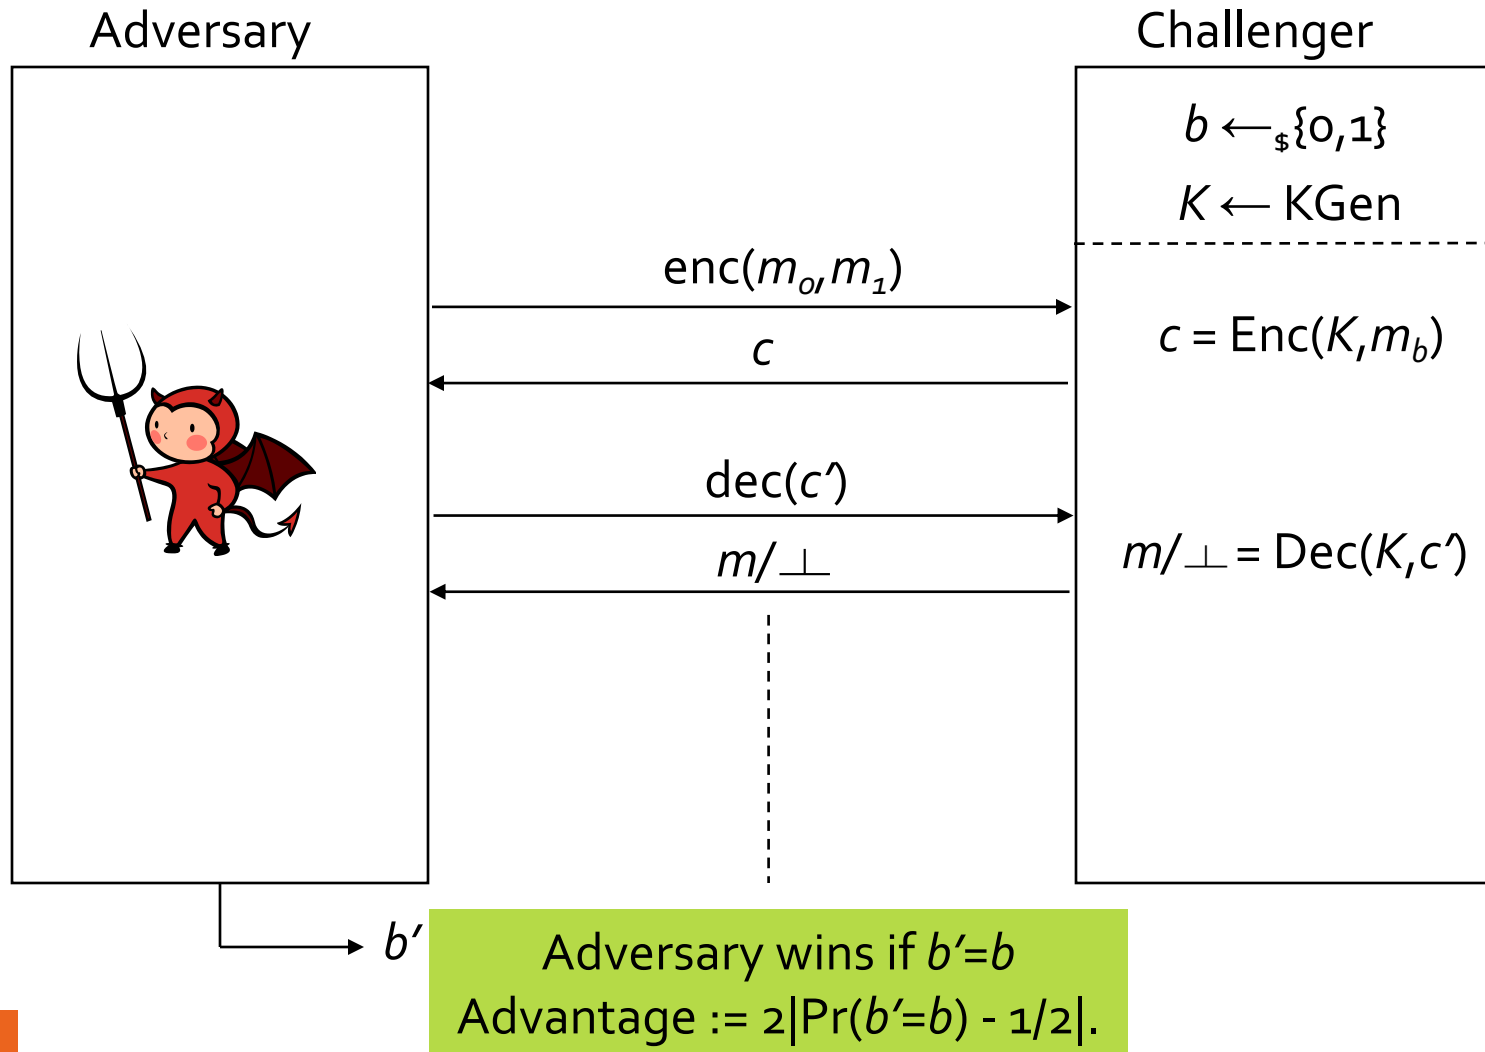 Adversary
Challenger
b ←$ {0,1}
K ← KGen
enc(m₀,m₁)
c = Enc(K,m_b)
c
dec(c′)
m/⊥
m/⊥ = Dec(K,c′)
b′
Adversary wins if b′=b
Advantage := 2|Pr(b′=b) - 1/2|.